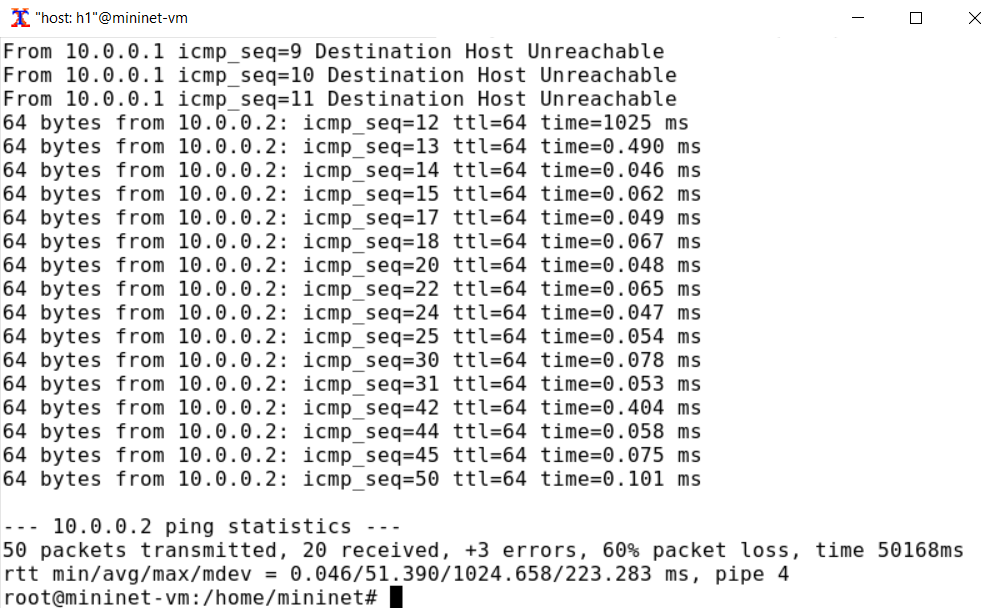 "host: h1"@mininet-vm
From 10.0.0.1 icmp_seq=9 Destination Host Unreachable
From 10.0.0.1 icmp_seq=10 Destination Host Unreachable
From 10.0.0.1 icmp_seq=11 Destination Host Unreachable
64 bytes from 10.0.0.2: icmp_seq=12 ttl=64 time=1025 ms
64 bytes from 10.0.0.2: icmp_seq=13 ttl=64 time=0.490 ms
64 bytes from 10.0.0.2: icmp_seq=14 ttl=64 time=0.046 ms
64 bytes from 10.0.0.2: icmp_seq=15 ttl=64 time=0.062 ms
64 bytes from 10.0.0.2: icmp_seq=17 ttl=64 time=0.049 ms
64 bytes from 10.0.0.2: icmp_seq=18 ttl=64 time=0.067 ms
64 bytes from 10.0.0.2: icmp_seq=20 ttl=64 time=0.048 ms
64 bytes from 10.0.0.2: icmp_seq=22 ttl=64 time=0.065 ms
64 bytes from 10.0.0.2: icmp_seq=24 ttl=64 time=0.047 ms
64 bytes from 10.0.0.2: icmp_seq=25 ttl=64 time=0.054 ms
64 bytes from 10.0.0.2: icmp_seq=30 ttl=64 time=0.078 ms
64 bytes from 10.0.0.2: icmp_seq=31 ttl=64 time=0.053 ms
64 bytes from 10.0.0.2: icmp_seq=42 ttl=64 time=0.404 ms
64 bytes from 10.0.0.2: icmp_seq=44 ttl=64 time=0.058 ms
64 bytes from 10.0.0.2: icmp_seq=45 ttl=64 time=0.075 ms
64 bytes from 10.0.0.2: icmp_seq=50 ttl=64 time=0.101 ms
--- 10.0.0.2 ping statistics ---
50 packets transmitted, 20 received, +3 errors, 60% packet loss, time 50168ms
rtt min/avg/max/mdev = 0.046/51.390/1024.658/223.283 ms, pipe 4
root@mininet-vm:/home/mininet#